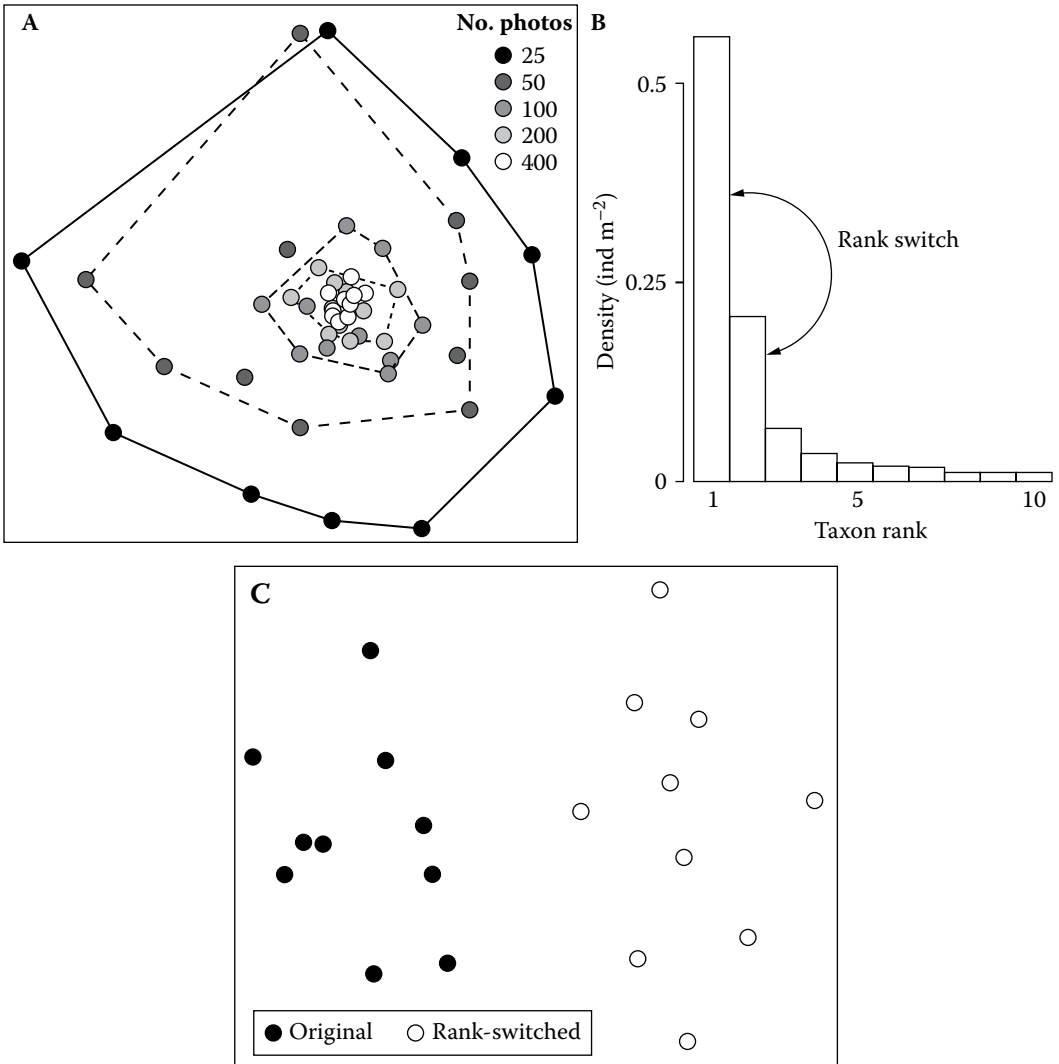 A
No. photos
25
50
100
200
400
B
0.5
0.25
0
Density (ind m⁻²)
Rank switch
1 5 10
Taxon rank
C
Original Rank-switched